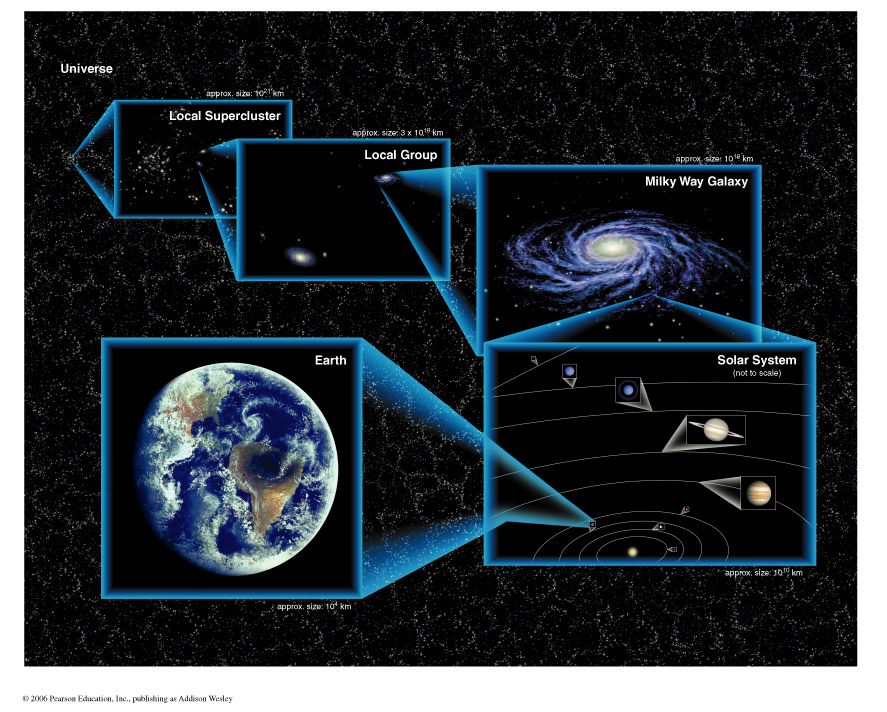 Universe
approx. size: 10²¹ km
Local Supercluster
approx. size: 3 x 10¹⁹ km
Local Group
approx. size: 10¹⁸ km
Milky Way Galaxy
Earth
approx. size: 10⁴ km
Solar System
(not to scale)
approx. size: 10¹⁰ km
© 2006 Pearson Education, Inc., publishing as Addison Wesley